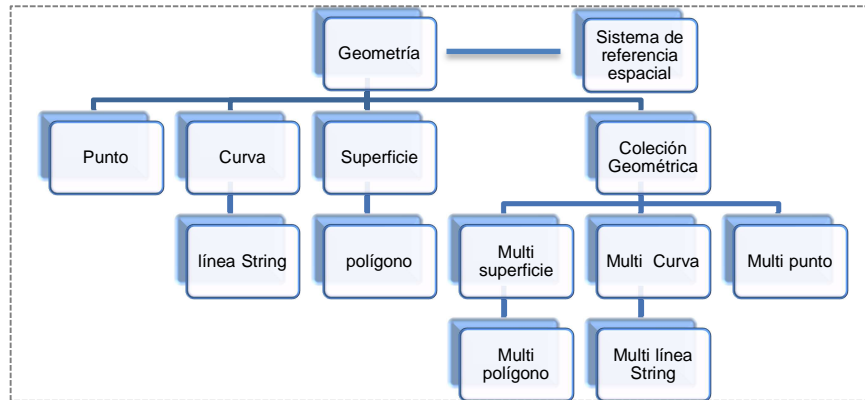 Geometría
Sistema de
referencia
espacial
Punto
Curva
Superficie
Coleción
Geométrica
línea String
polígono
Multi
superficie
Multi Curva
Multi punto
Multi
polígono
Multi línea
String